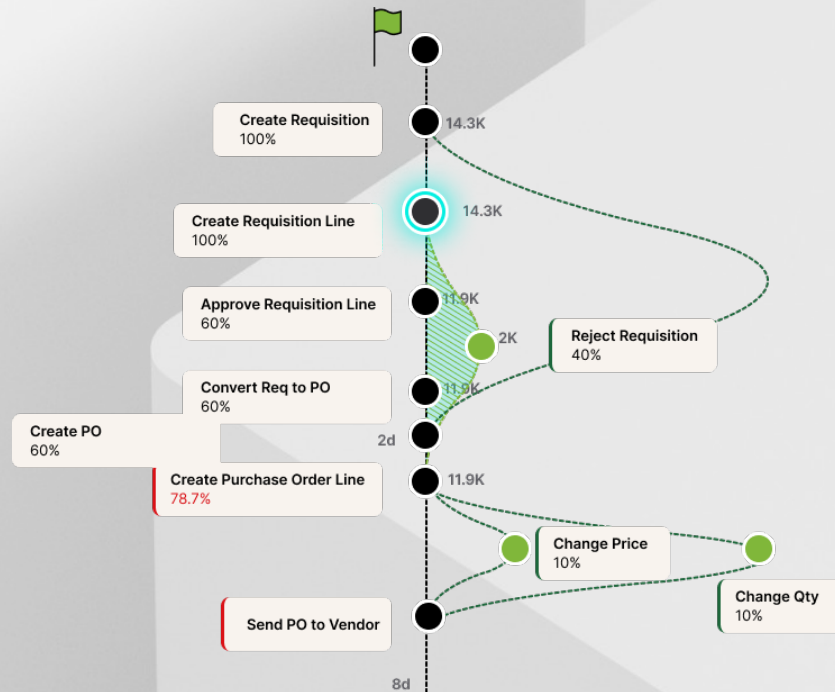 Create Requisition
100%
14.3K
Create Requisition Line
100%
14.3K
Approve Requisition Line
60%
11.9K
2K
Reject Requisition
40%
Convert Req to PO
60%
11.9K
Create PO
60%
2d
Create Purchase Order Line
78.7%
11.9K
Change Price
10%
Change Qty
10%
Send PO to Vendor
8d